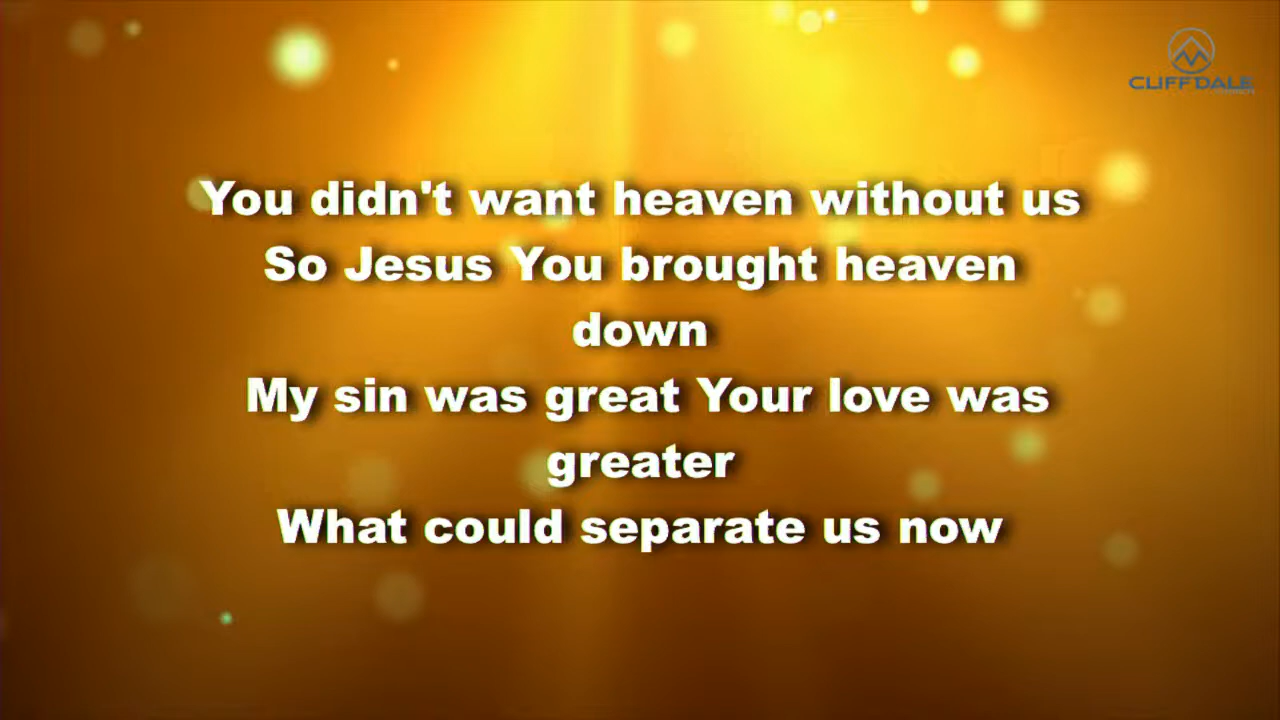 CLIFFDALE
You didn't want heaven without us
So Jesus You brought heaven
down
My sin was great Your love was
greater
What could separate us now